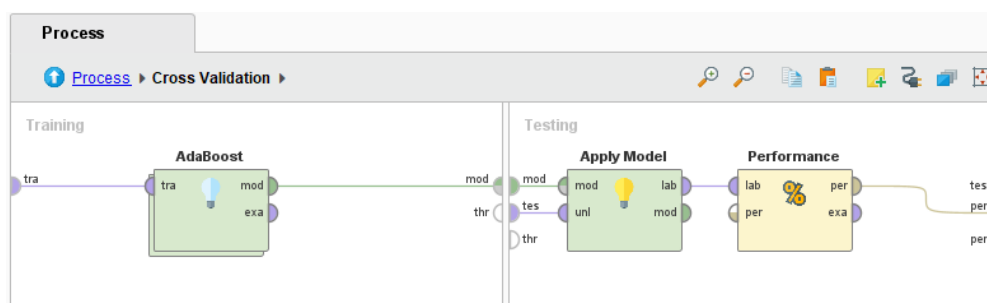 Process
Process Cross Validation
Training
AdaBoost
tra
tra
mod
exa
mod
thr
Testing
Apply Model
Performance
mod
tes
thr
mod
unl
lab
mod
lab
per
per
exa
%
tes
per
per